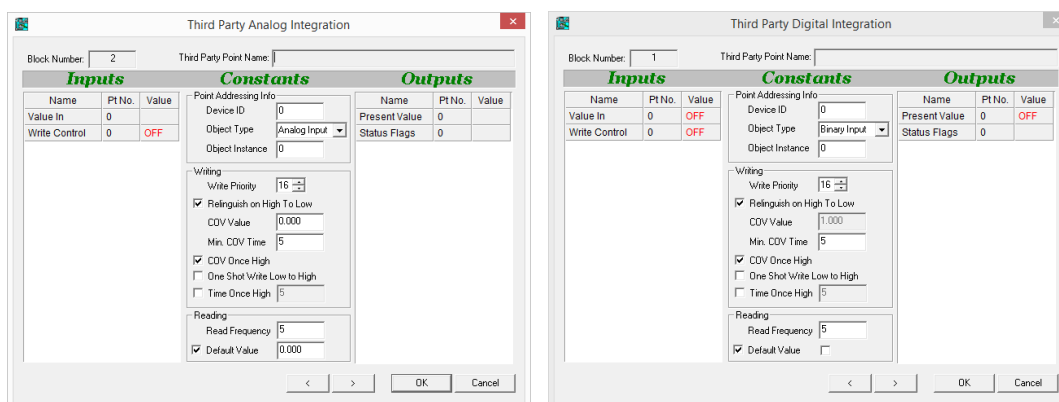 Third Party Analog Integration
Block Number: 2 Third Party Point Name:
Inputs Constants Outputs
Name Pt No. Value
Value In 0
Write Control 0 OFF
Point Addressing Info
Device ID 0
Object Type Analog Input
Object Instance 0
Writing
Write Priority 16
Relinguish on High To Low
COV Value 0.000
Min. COV Time 5
COV Once High
One Shot Write Low to High
Time Once High 5
Reading
Read Frequency 5
Default Value 0.000
Name Pt No. Value
Present Value 0
Status Flags 0
< > OK Cancel
Third Party Digital Integration
Block Number: 1 Third Party Point Name:
Inputs Constants Outputs
Name Pt No. Value
Value In 0 OFF
Write Control 0 OFF
Point Addressing Info
Device ID 0
Object Type Binary Input
Object Instance 0
Writing
Write Priority 16
Relinguish on High To Low
COV Value 1.000
Min. COV Time 5
COV Once High
One Shot Write Low to High
Time Once High 5
Reading
Read Frequency 5
Default Value
Name Pt No. Value
Present Value 0 OFF
Status Flags 0
< > OK Cancel